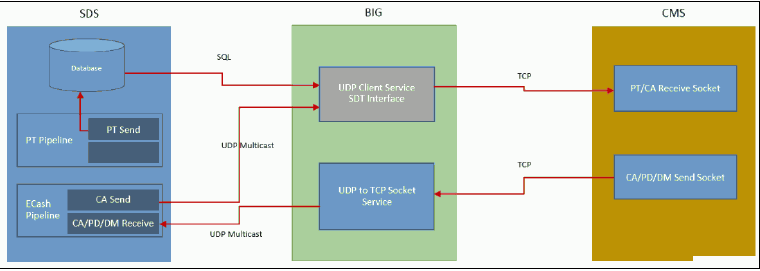 SDS
BIG
CMS
Database
SQL
UDP Client Service
SDT Interface
TCP
PT/CA Receive Socket
PT Pipeline
PT Send
UDP Multicast
ECash
Pipeline
CA Send
CA/PD/DM Receive
UDP Multicast
UDP to TCP Socket
Service
TCP
CA/PD/DM Send Socket